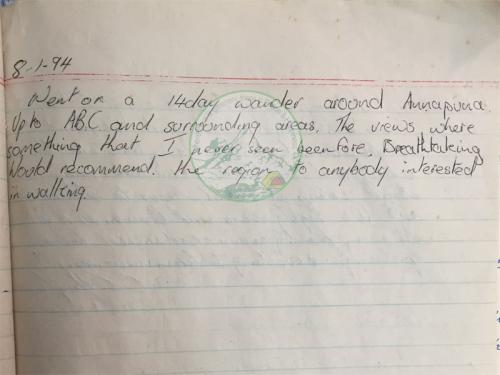 8-1-94
Went on a 14day wander around Annapurna.
Up to ABC and surrounding areas. The views where
something that I never seen beenfore. Breathtaking
Would recommend the region to anybody interested
in walking.